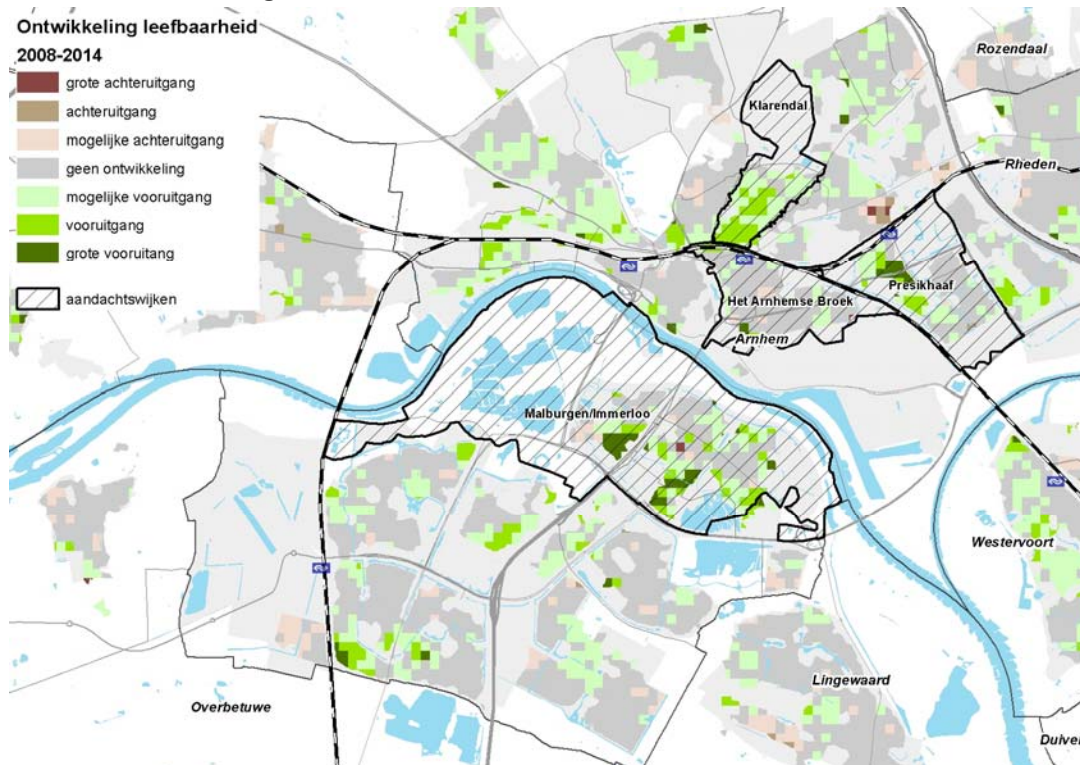 Ontwikkeling leefbaarheid
2008-2014
grote achteruitgang
achteruitgang
mogelijke achteruitgang
geen ontwikkeling
mogelijke vooruitgang
vooruitgang
grote vooruitang
aandachtswijken
Rozendaal
Klarendal
Rheden
Presikhaaf
Het Arnhemse Broek
Arnhem
Malburgen/Immerloo
Westervoort
Lingewaard
Overbetuwe
Duiven